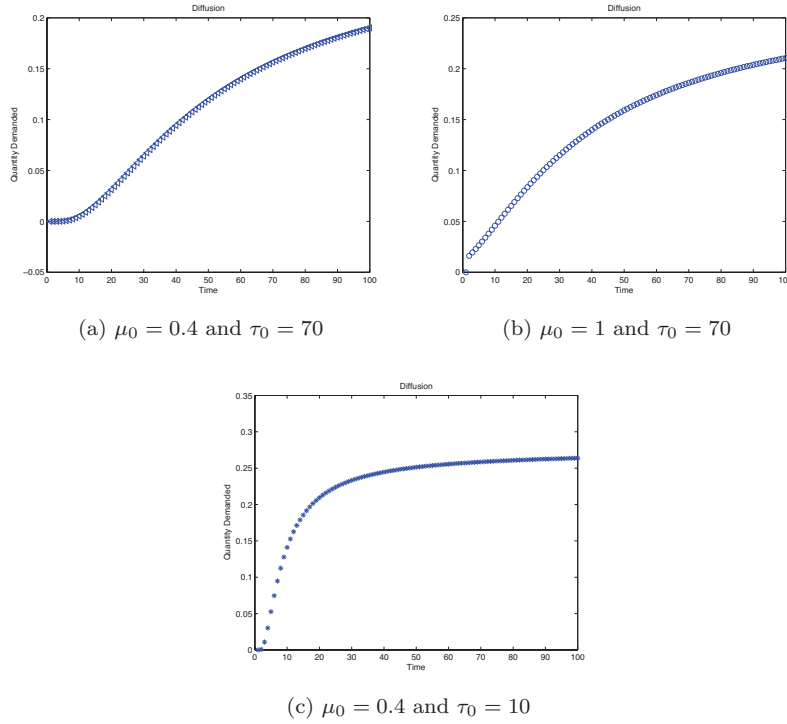 Diffusion
0.2
0.15
0.1
0.05
0
−0.05
Quantity Demanded
0 10 20 30 40 50 60 70 80 90 100
Time
(a) μ₀ = 0.4 and τ₀ = 70
Diffusion
0.25
0.2
0.15
0.1
0.05
0
Quantity Demanded
0 10 20 30 40 50 60 70 80 90 100
Time
(b) μ₀ = 1 and τ₀ = 70
Diffusion
0.35
0.3
0.25
0.2
0.15
0.1
0.05
0
Quantity Demanded
0 10 20 30 40 50 60 70 80 90 100
Time
(c) μ₀ = 0.4 and τ₀ = 10